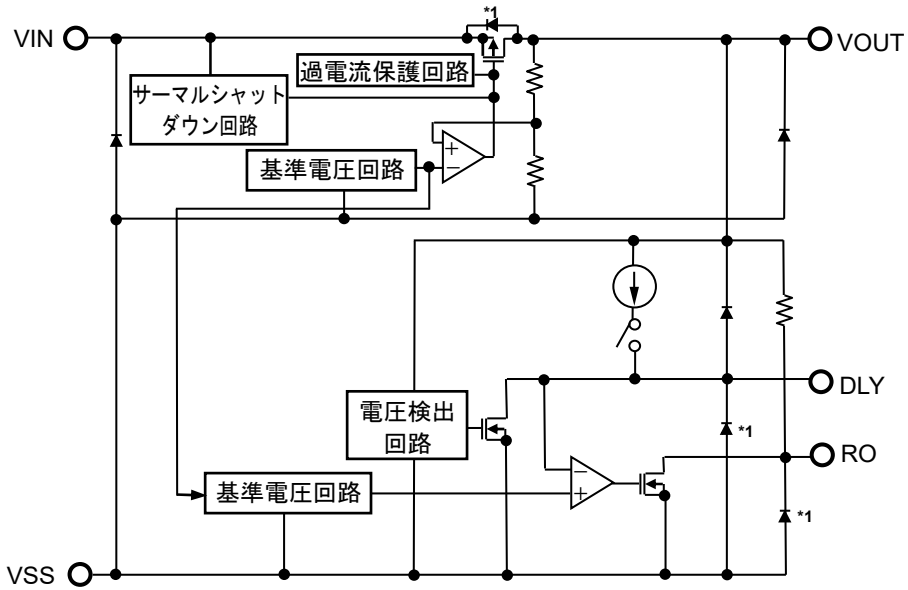 *1
VIN
VOUT
過電流保護回路
サーマルシャット
ダウン回路
+
−
基準電圧回路
DLY
電圧検出
回路
*1
RO
−
+
基準電圧回路
*1
VSS